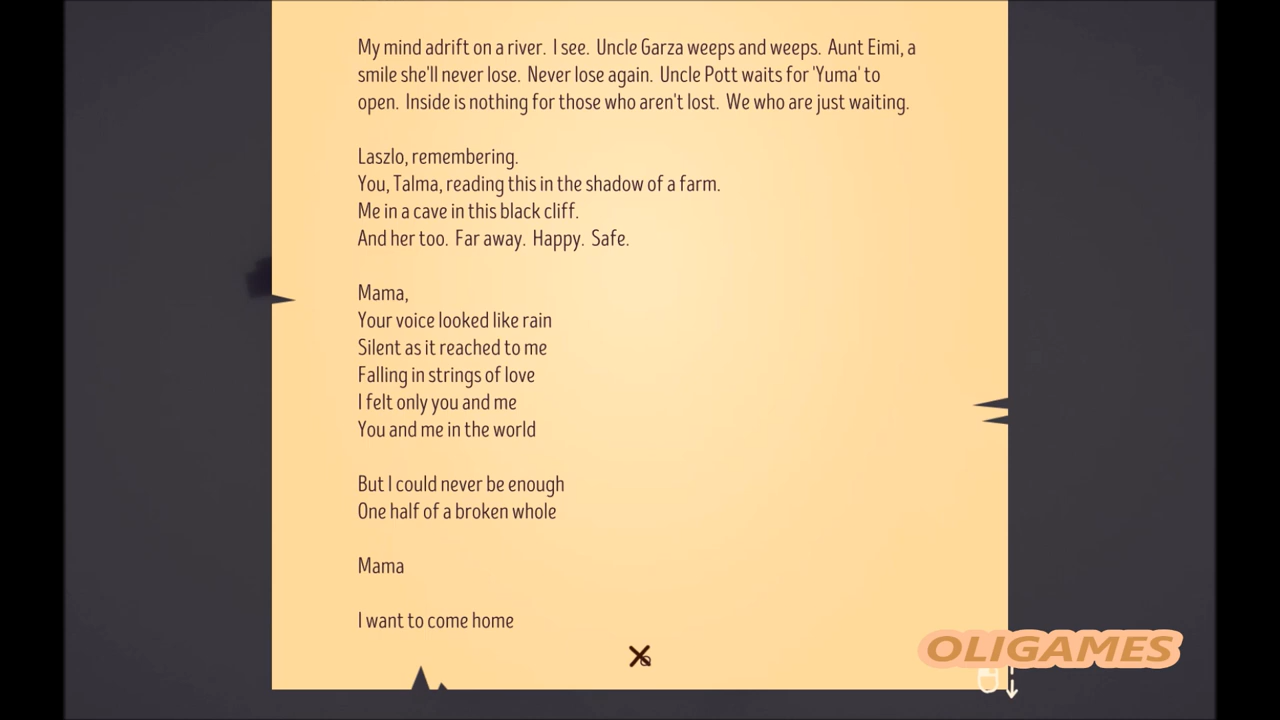 My mind adrift on a river.  I see.  Uncle Garza weeps and weeps.  Aunt Eimi, a
smile she'll never lose.  Never lose again.  Uncle Pott waits for 'Yuma' to
open.  Inside is nothing for those who aren't lost.  We who are just waiting.
Laszlo, remembering.
You, Talma, reading this in the shadow of a farm.
Me in a cave in this black cliff.
And her too.  Far away.  Happy.  Safe.
Mama,
Your voice looked like rain
Silent as it reached to me
Falling in strings of love
I felt only you and me
You and me in the world
But I could never be enough
One half of a broken whole
Mama
I want to come home
OLIGAMES